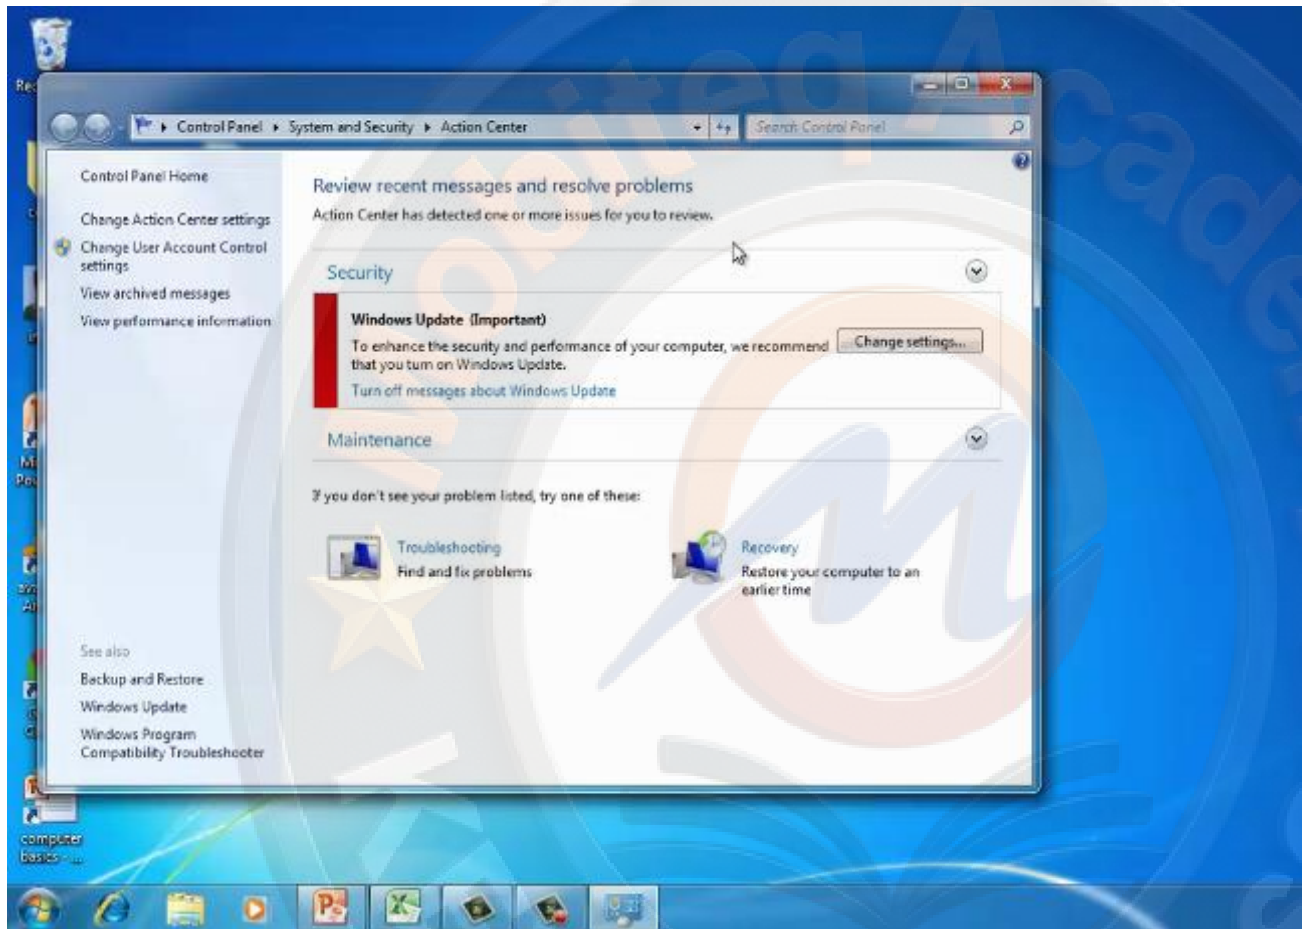 Control Panel ▸ System and Security ▸ Action Center
Search Control Panel
Control Panel Home
Change Action Center settings
Change User Account Control
settings
View archived messages
View performance information
See also
Backup and Restore
Windows Update
Windows Program
Compatibility Troubleshooter
Review recent messages and resolve problems
Action Center has detected one or more issues for you to review.
Security
Windows Update (Important)
To enhance the security and performance of your computer, we recommend
that you turn on Windows Update.
Turn off messages about Windows Update
Change settings...
Maintenance
If you don't see your problem listed, try one of these:
Troubleshooting
Find and fix problems
Recovery
Restore your computer to an
earlier time
computer
basics - ...
Mobiteq